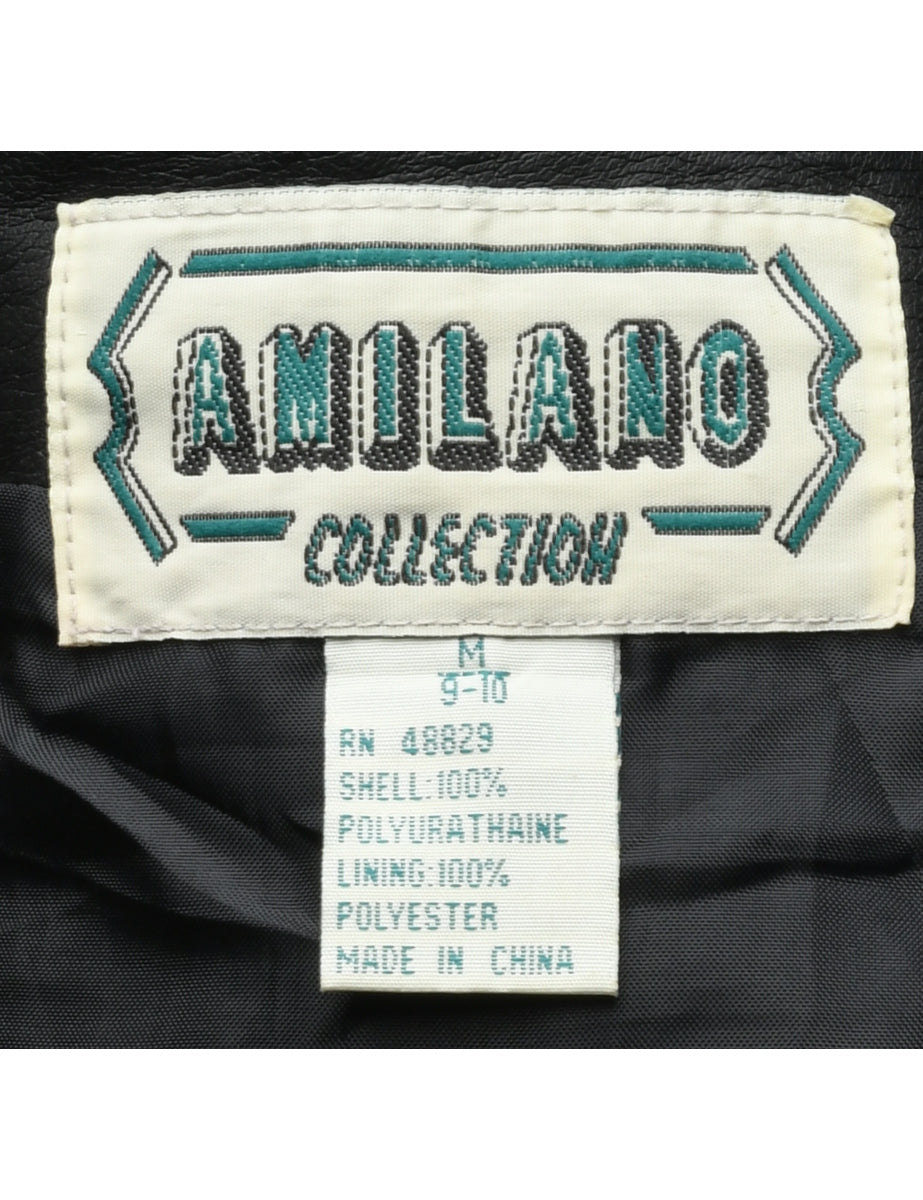 AMILANO
COLLECTION
M
9-10
RN 48829
SHELL:100%
POLYURATHAINE
LINING:100%
POLYESTER
MADE IN CHINA